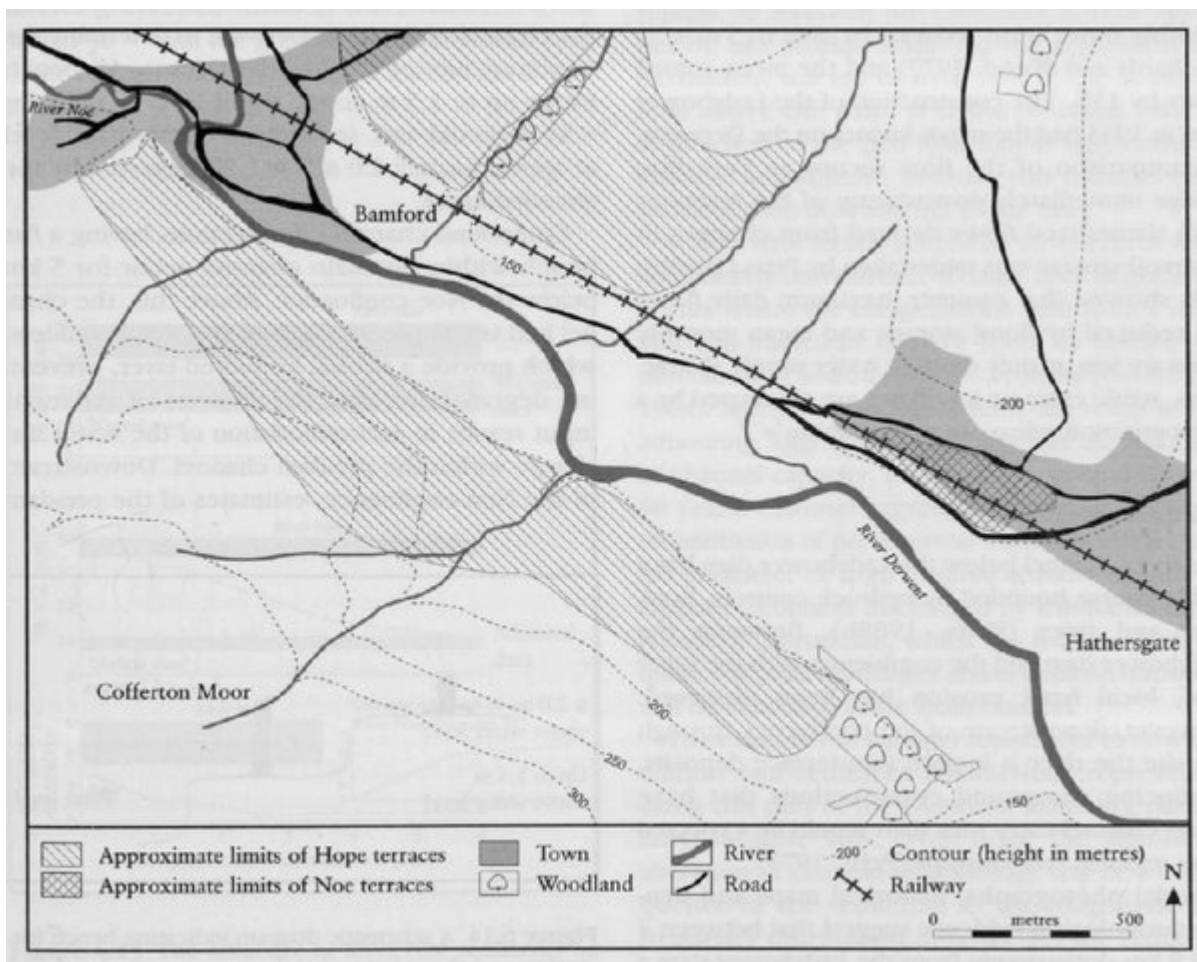 River Noe
Bamford
150
200
River Derwent
Hathersgate
Cofferton Moor
200
250
300
150
Approximate limits of Hope terraces
Approximate limits of Noe terraces
Town
Woodland
River
Road
·200· Contour (height in metres)
Railway
N
0 metres 500